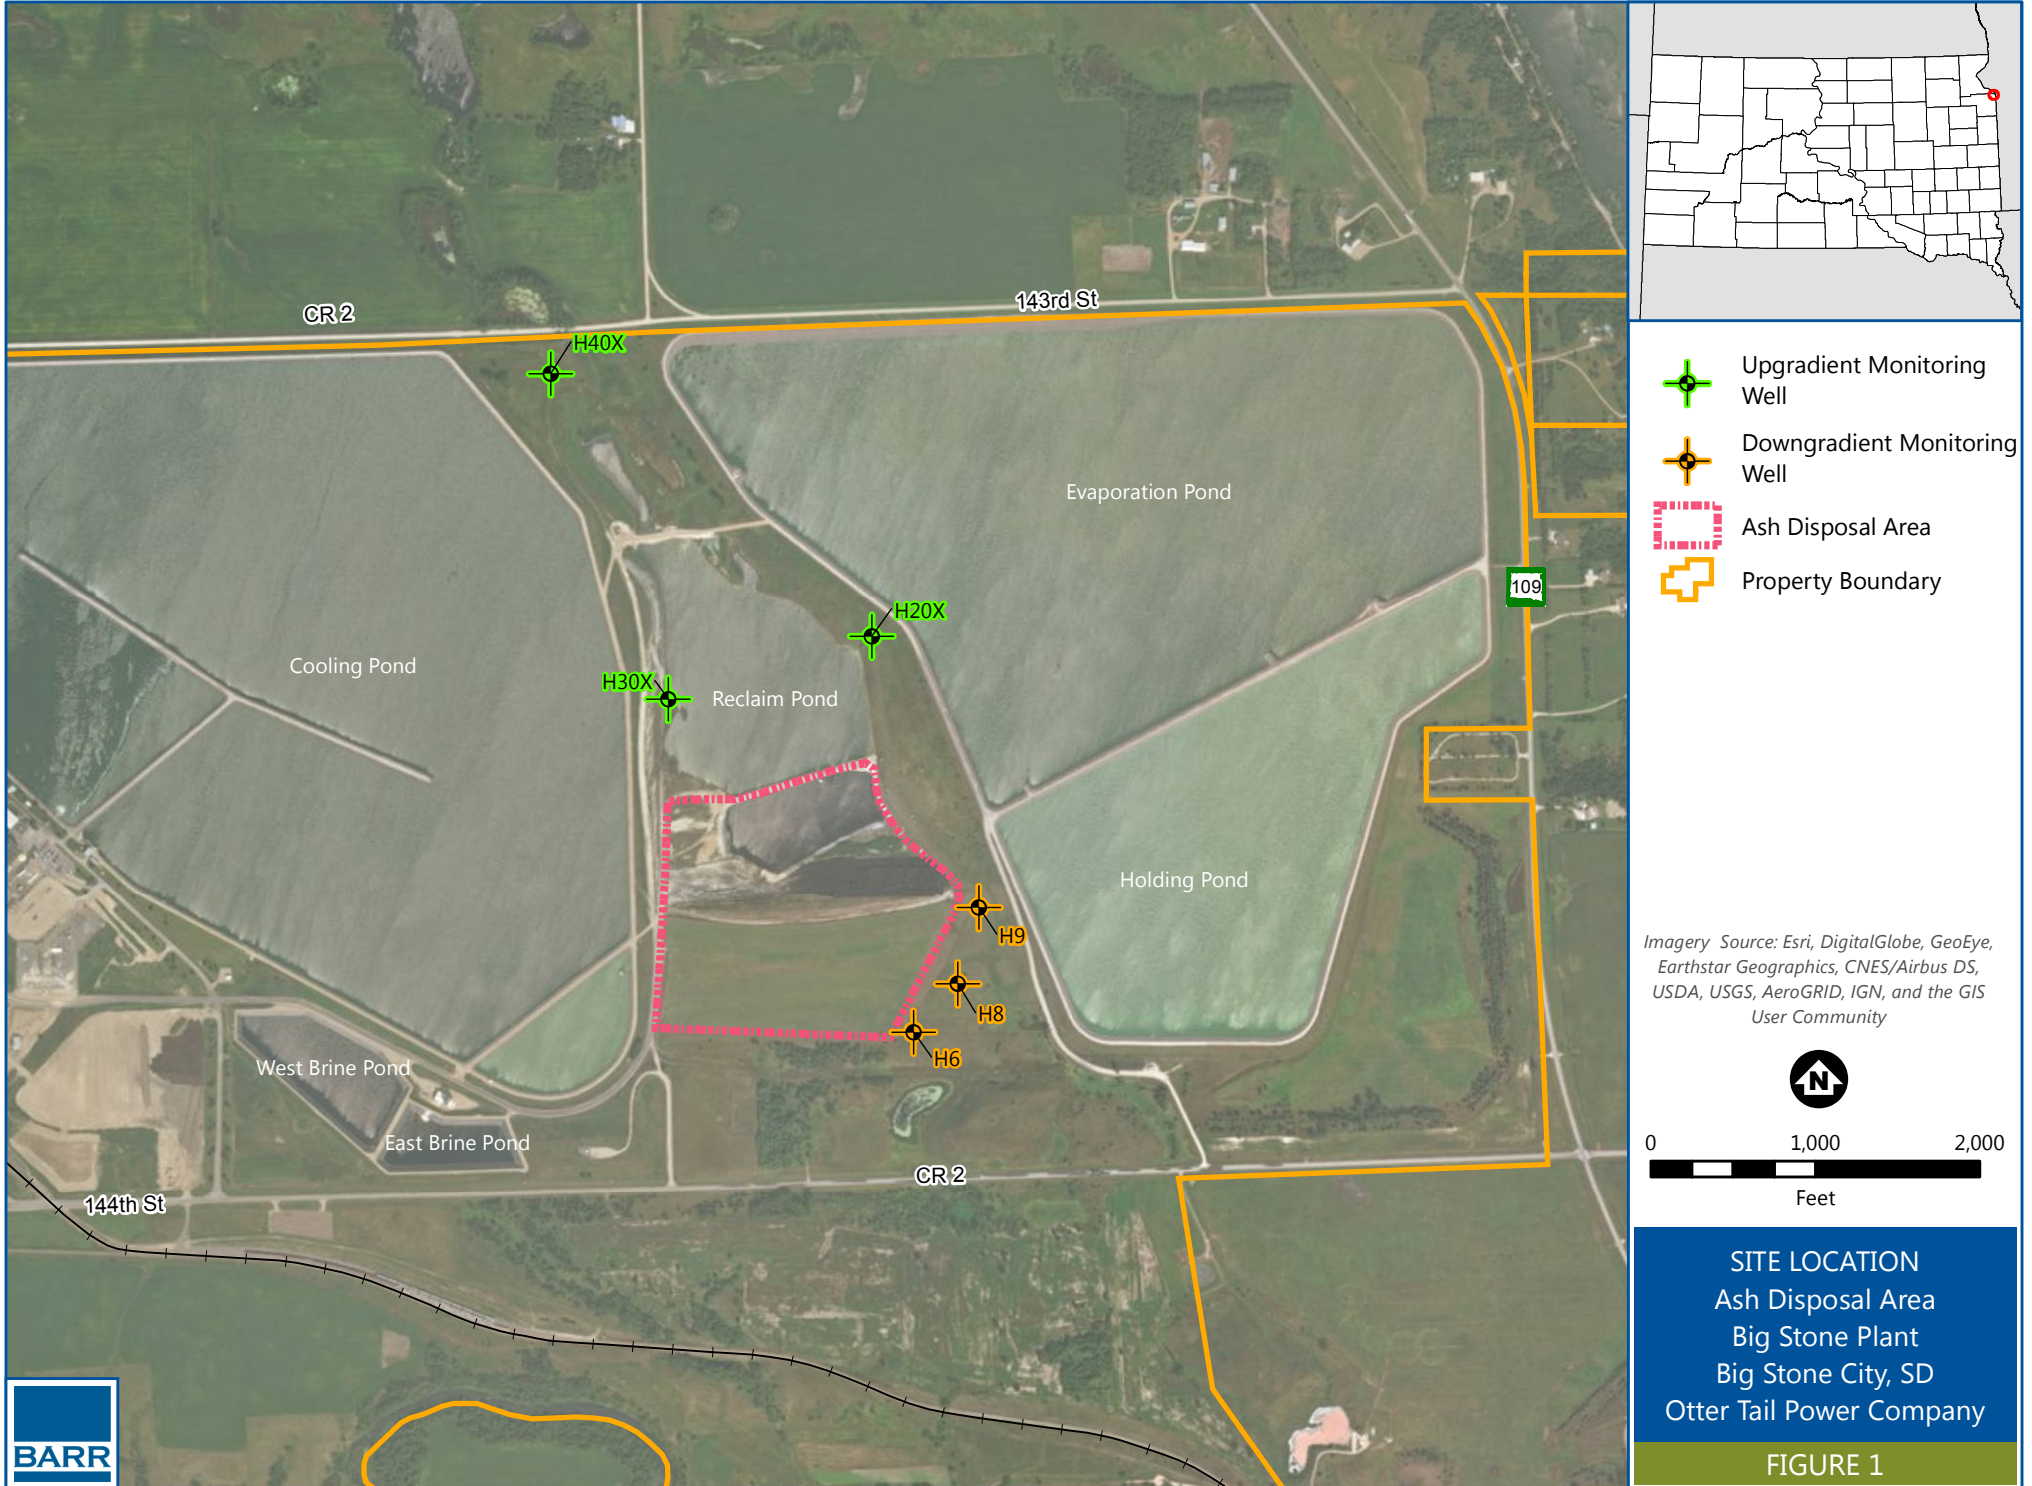 CR 2
143rd St
H40X
Evaporation Pond
109
H20X
Cooling Pond
H30X
Reclaim Pond
Holding Pond
H9
H8
H6
West Brine Pond
East Brine Pond
CR 2
144th St
BARR
Upgradient Monitoring
Well
Downgradient Monitoring
Well
Ash Disposal Area
Property Boundary
Imagery Source: Esri, DigitalGlobe, GeoEye,
Earthstar Geographics, CNES/Airbus DS,
USDA, USGS, AeroGRID, IGN, and the GIS
User Community
N
0 1,000 2,000
Feet
SITE LOCATION
Ash Disposal Area
Big Stone Plant
Big Stone City, SD
Otter Tail Power Company
FIGURE 1